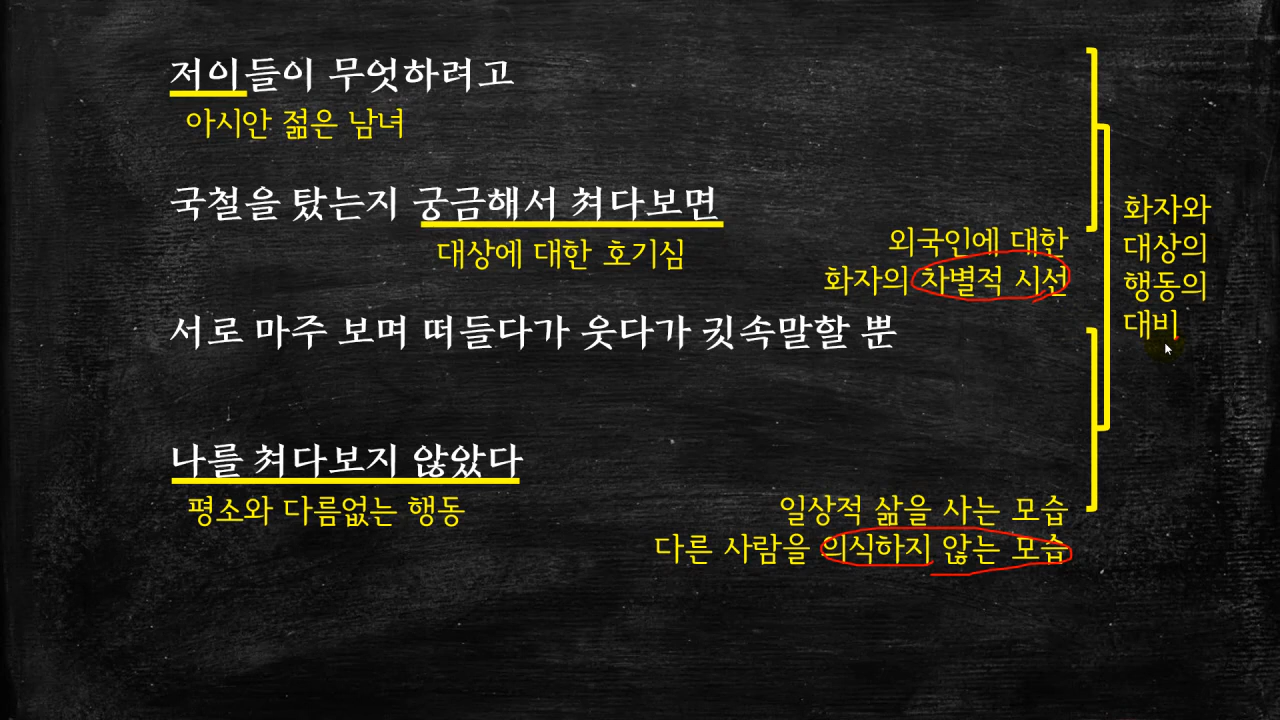 저이들이 무엇하려고
아시안 젊은 남녀
국철을 탔는지 궁금해서 쳐다보면
대상에 대한 호기심
외국인에 대한
화자의 차별적 시선
서로 마주 보며 떠들다가 웃다가 귓속말할 뿐
나를 쳐다보지 않았다
평소와 다름없는 행동
일상적 삶을 사는 모습
다른 사람을 의식하지 않는 모습
화자와
대상의
행동의
대비